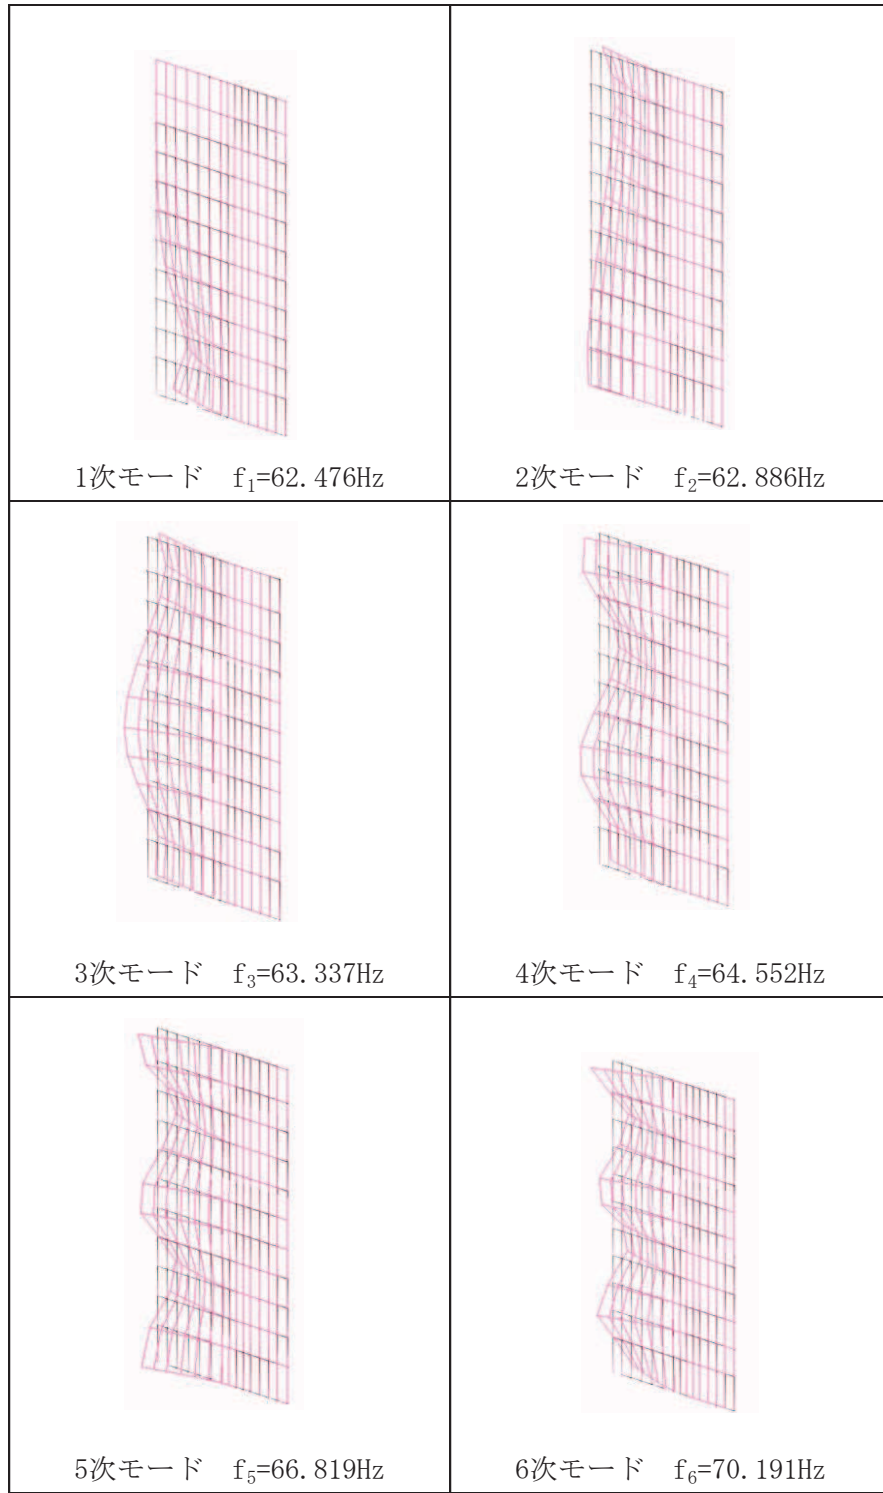 1次モード f₁=62.476Hz
2次モード f₂=62.886Hz
3次モード f₃=63.337Hz
4次モード f₄=64.552Hz
5次モード f₅=66.819Hz
6次モード f₆=70.191Hz